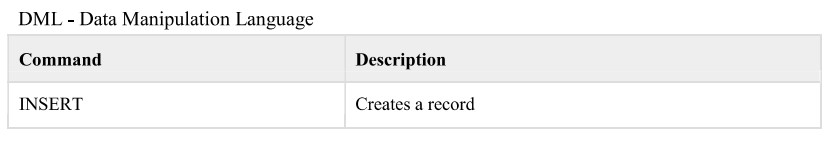 DML - Data Manipulation Language
Command Description
INSERT Creates a record